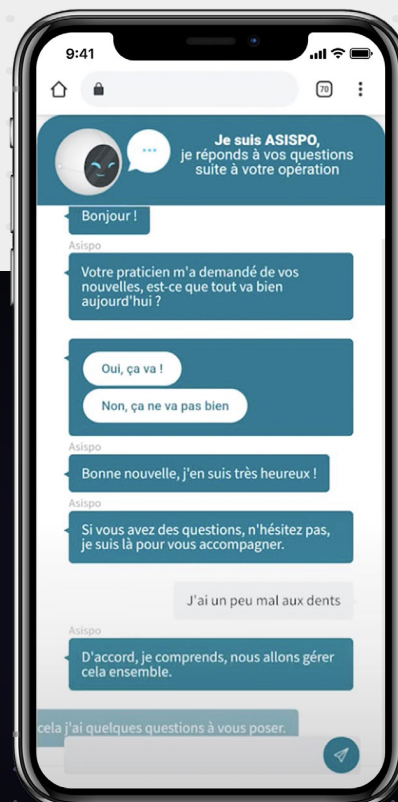 9:41
70
Je suis ASISPO,
je réponds à vos questions
suite à votre opération
Bonjour !
Asispo
Votre praticien m'a demandé de vos
nouvelles, est-ce que tout va bien
aujourd'hui ?
Oui, ça va !
Non, ça ne va pas bien
Asispo
Bonne nouvelle, j'en suis très heureux !
Asispo
Si vous avez des questions, n'hésitez pas,
je suis là pour vous accompagner.
J'ai un peu mal aux dents
Asispo
D'accord, je comprends, nous allons gérer
cela ensemble.
cela j'ai quelques questions à vous poser.